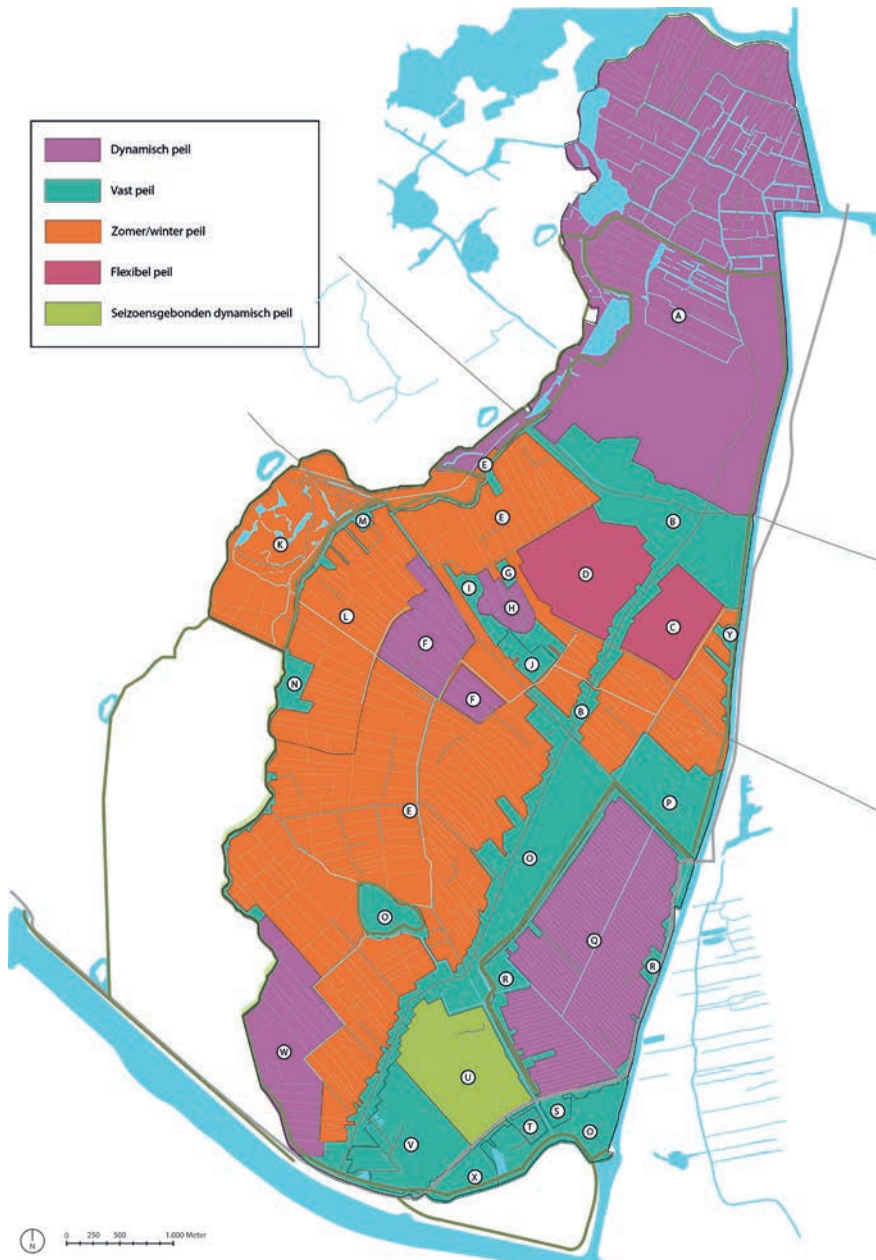 Dynamisch peil
Vast peil
Zomer/winter peil
Flexibel peil
Seizoensgebonden dynamisch peil
A
E
B
K
M
E
D
G
I
H
L
C
Y
F
J
N
F
B
P
E
O
O
Q
R
R
W
U
S
T
O
V
X
N
0 250 500 1.000 Meter